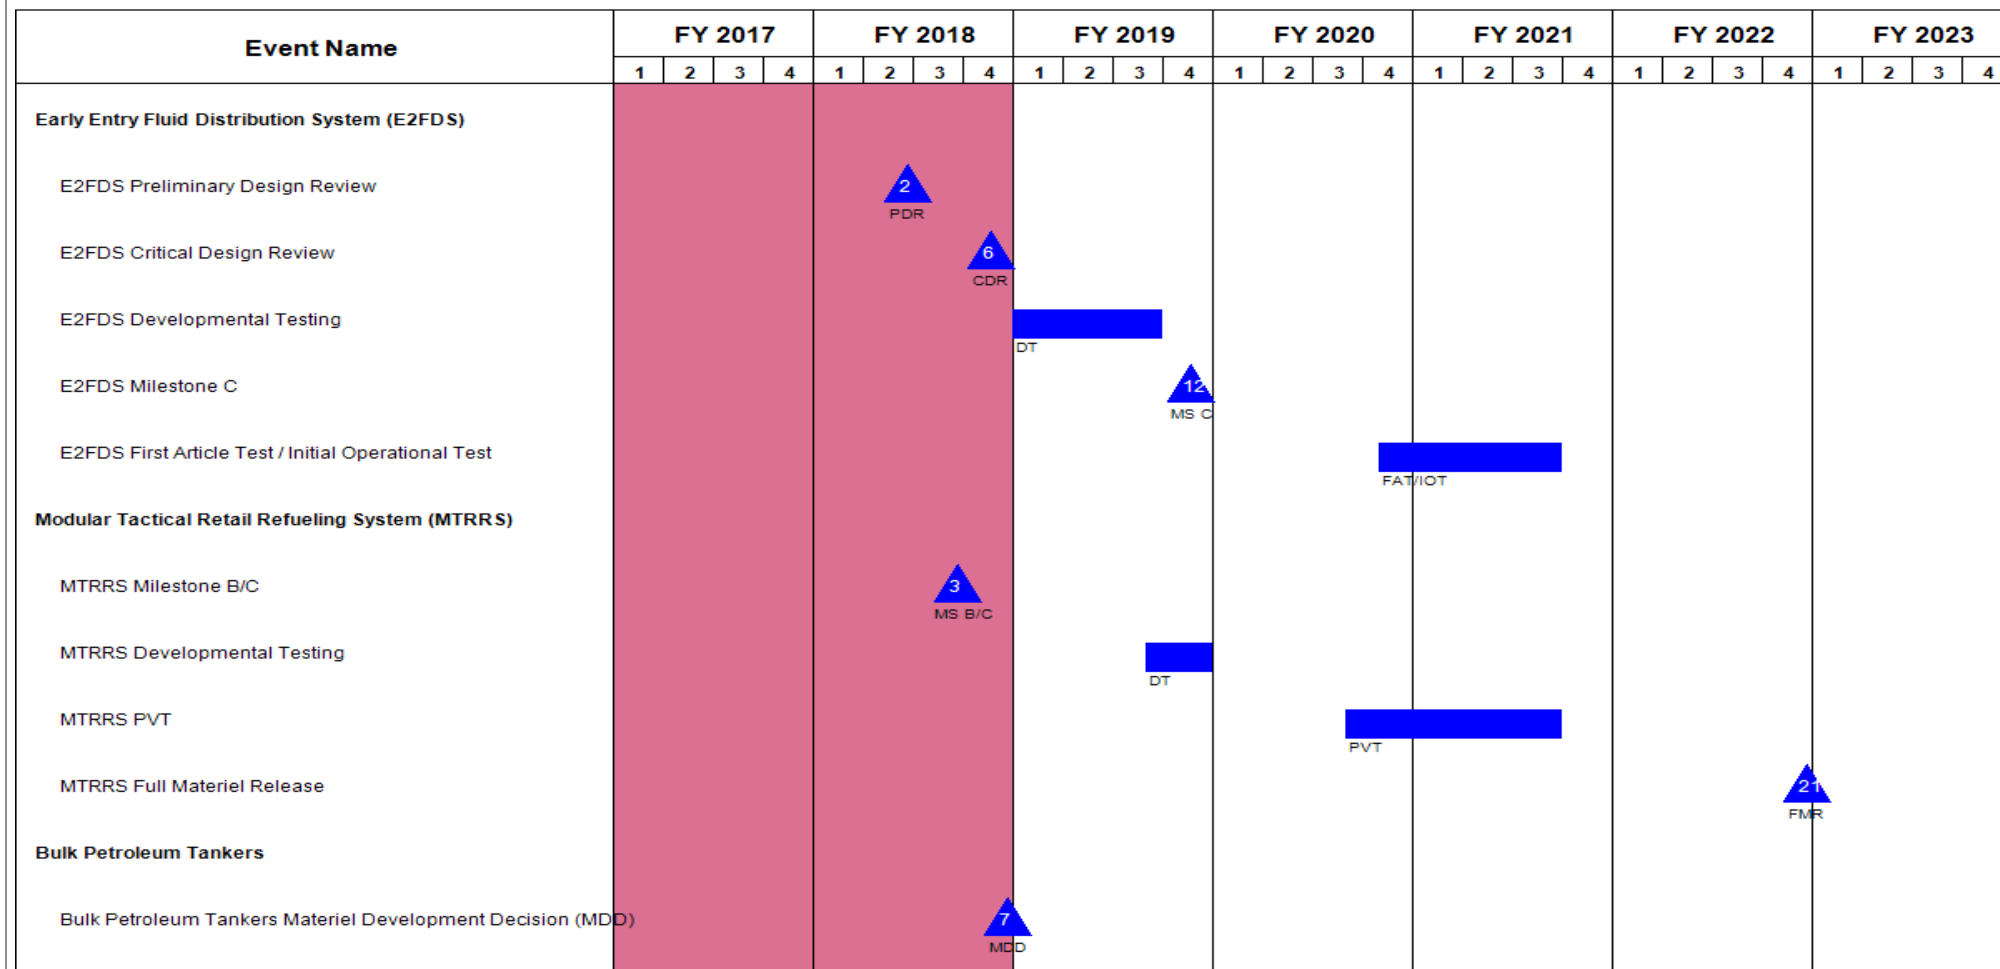 Event Name FY 2017 FY 2018 FY 2019 FY 2020 FY 2021 FY 2022 FY 2023
1 2 3 4 1 2 3 4 1 2 3 4 1 2 3 4 1 2 3 4 1 2 3 4 1 2 3 4
Early Entry Fluid Distribution System (E2FDS)
E2FDS Preliminary Design Review 2
PDR
E2FDS Critical Design Review 6
CDR
E2FDS Developmental Testing
DT
E2FDS Milestone C 12
MS C
E2FDS First Article Test / Initial Operational Test
FAT/IOT
Modular Tactical Retail Refueling System (MTRRS)
MTRRS Milestone B/C 3
MS B/C
MTRRS Developmental Testing
DT
MTRRS PVT
PVT
MTRRS Full Materiel Release 21
FMR
Bulk Petroleum Tankers
Bulk Petroleum Tankers Materiel Development Decision (MDD) 7
MDD